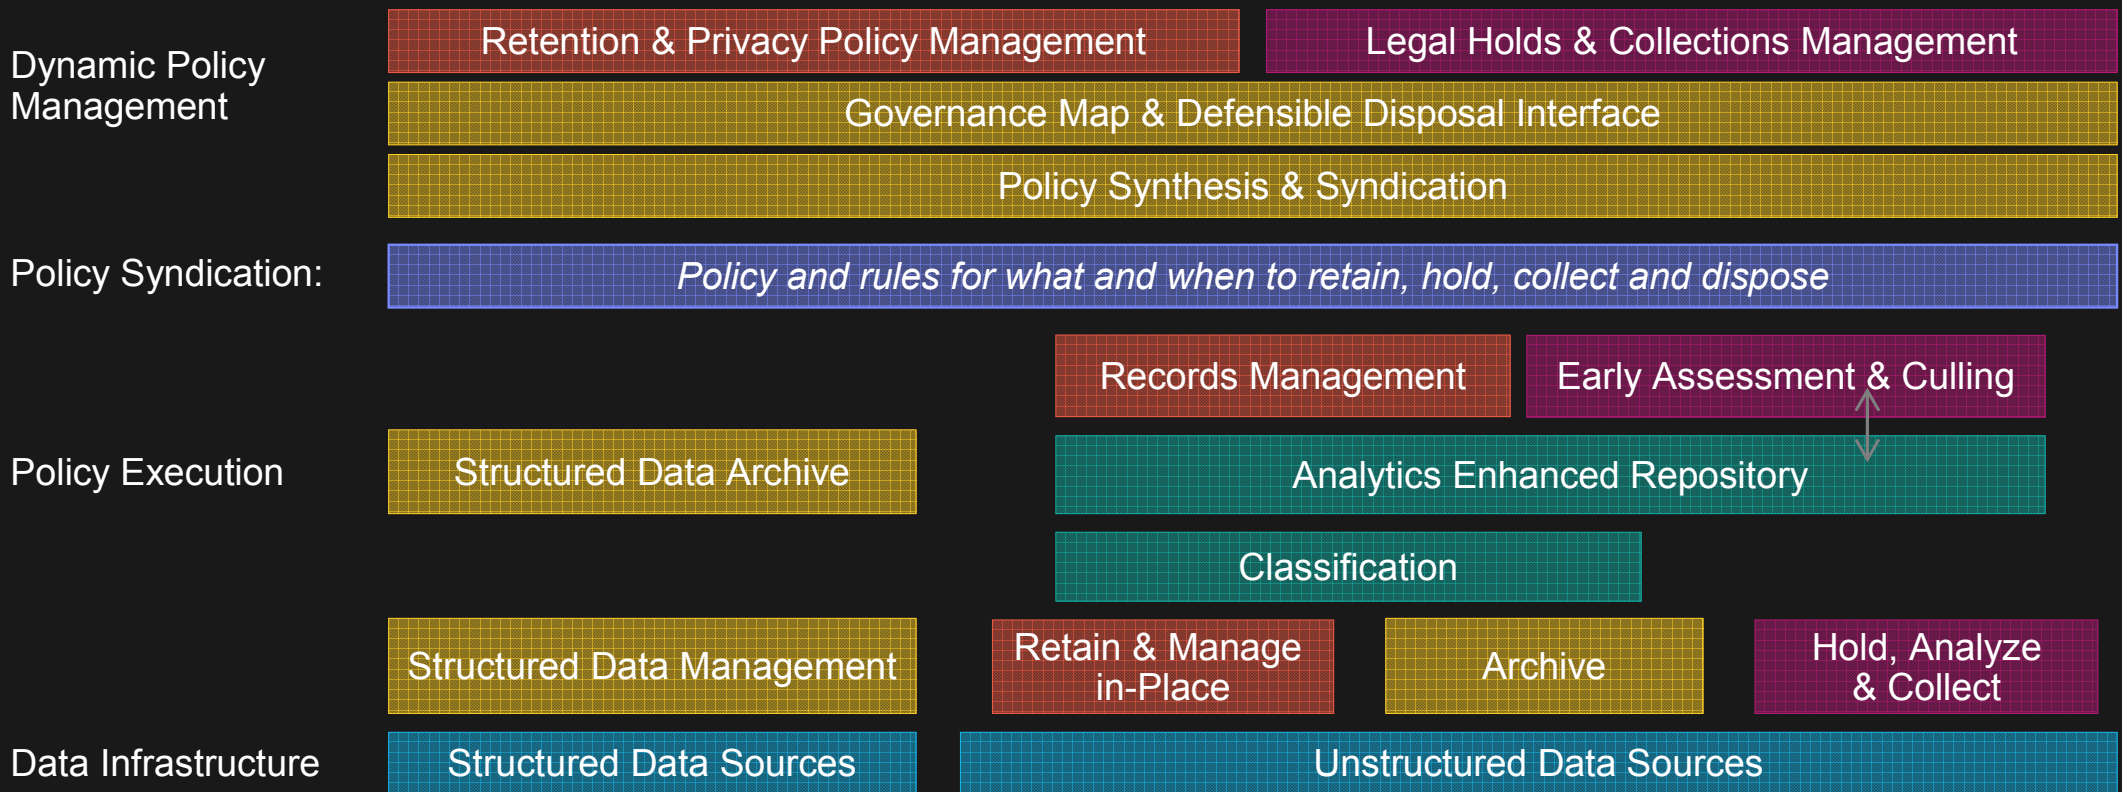 Dynamic Policy
Management
Retention & Privacy Policy Management
Legal Holds & Collections Management
Governance Map & Defensible Disposal Interface
Policy Synthesis & Syndication
Policy Syndication:
Policy and rules for what and when to retain, hold, collect and dispose
Records Management
Early Assessment & Culling
Policy Execution
Structured Data Archive
Analytics Enhanced Repository
Classification
Structured Data Management
Retain & Manage
in-Place
Archive
Hold, Analyze
& Collect
Data Infrastructure
Structured Data Sources
Unstructured Data Sources